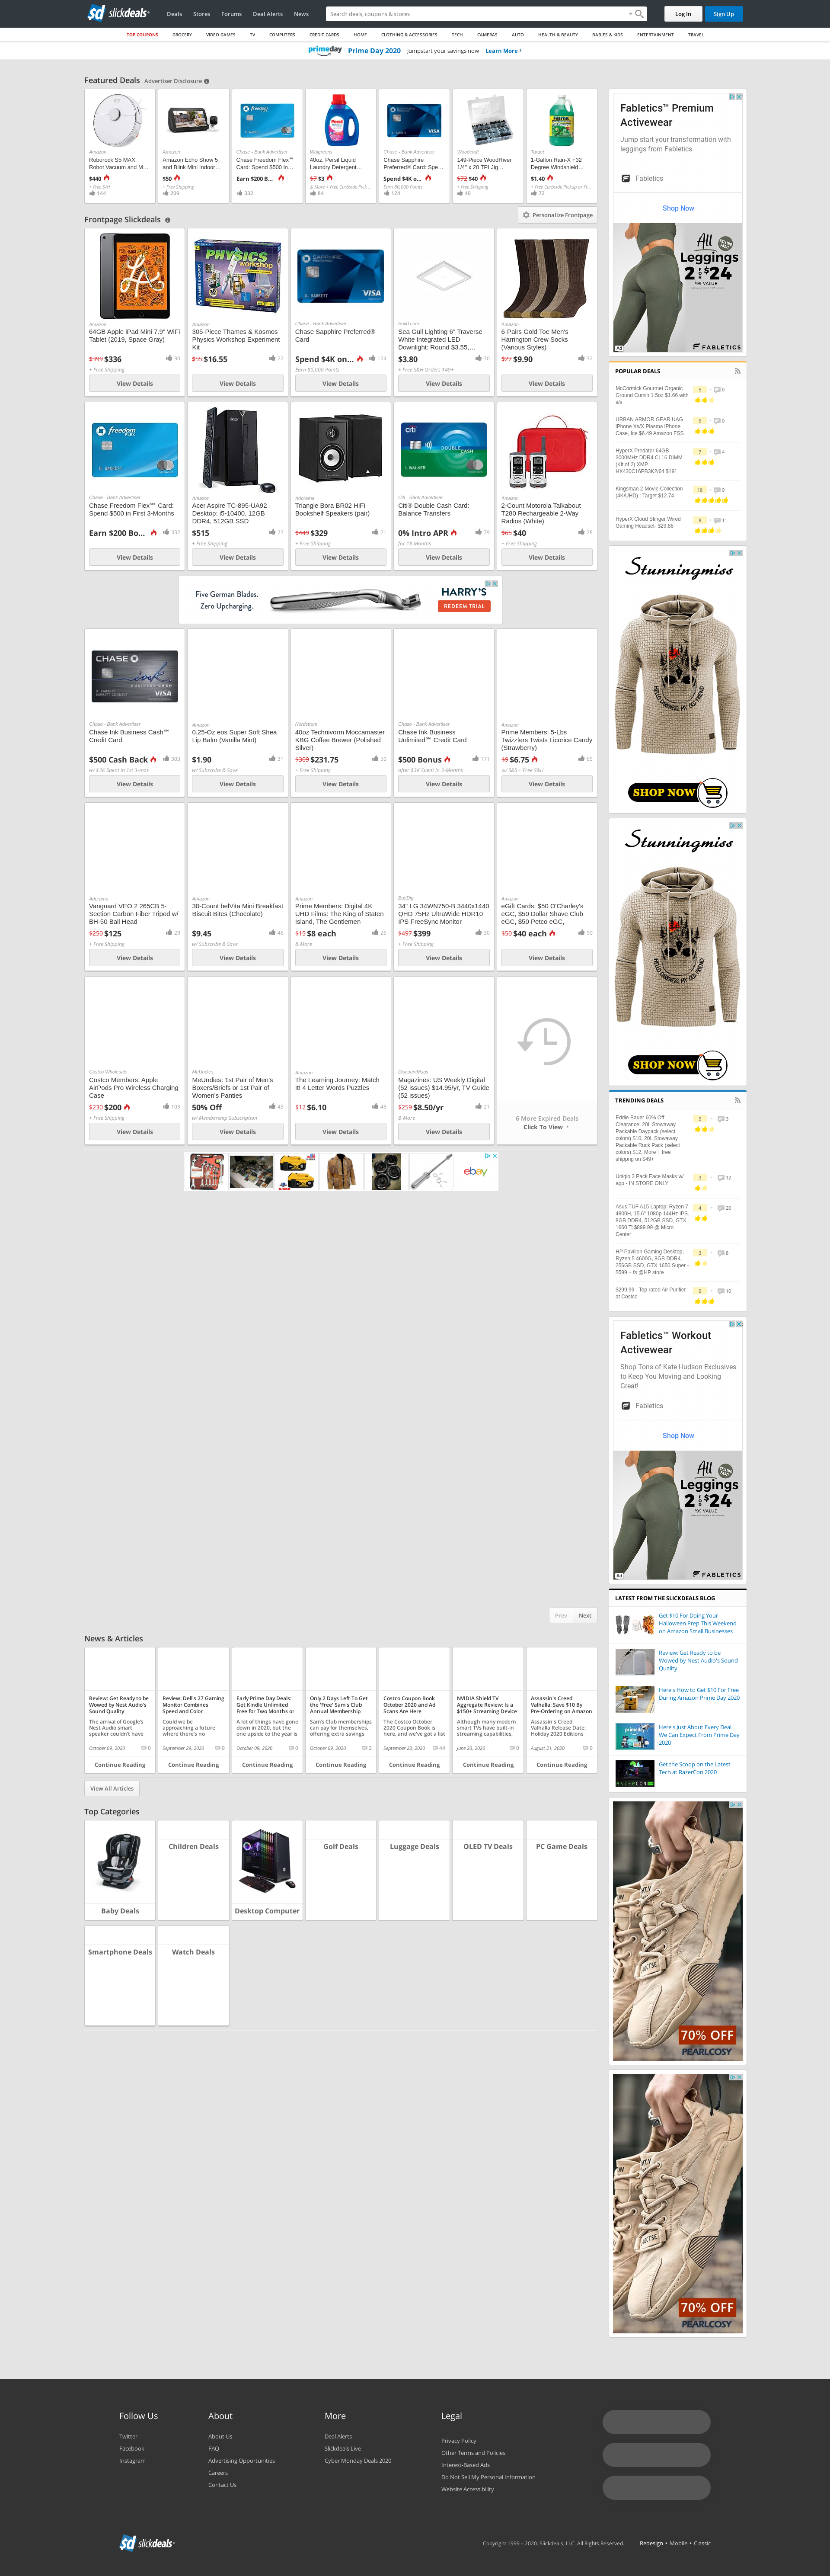 slickdeals
Deals Stores Forums Deal Alerts News
Search deals, coupons & stores
Log In Sign Up
TOP COUPONS GROCERY VIDEO GAMES TV COMPUTERS CREDIT CARDS HOME CLOTHING & ACCESSORIES TECH CAMERAS AUTO HEALTH & BEAUTY BABIES & KIDS ENTERTAINMENT TRAVEL
primeday Prime Day 2020 Jumpstart your savings now Learn More
Featured Deals Advertiser Disclosure
Amazon
Roborock S5 MAX
Robot Vacuum and M...
$440
+ Free S/H
144
Amazon
Amazon Echo Show 5
and Blink Mini Indoor...
$50
+ Free Shipping
209
Chase - Bank Advertiser
Chase Freedom Flex℠
Card: Spend $500 in...
Earn $200 B...
332
Walgreens
40oz. Persil Liquid
Laundry Detergent...
$7 $3
& More + Free Curbside Pick...
84
Chase - Bank Advertiser
Chase Sapphire
Preferred® Card: Spe...
Spend $4K o...
Earn 80,000 Points
124
Woodcraft
149-Piece WoodRiver
1/4" x 20 TPI Jig...
$72 $40
+ Free Shipping
40
Target
1-Gallon Rain-X +32
Degree Windshield...
$1.40
+ Free Curbside Pickup or Fr...
72
Frontpage Slickdeals
Personalize Frontpage
Amazon
64GB Apple iPad Mini 7.9" WiFi
Tablet (2019, Space Gray)
$399 $336
30
+ Free Shipping
View Details
Amazon
305-Piece Thames & Kosmos
Physics Workshop Experiment
Kit
$55 $16.55
22
View Details
Chase - Bank Advertiser
Chase Sapphire Preferred®
Card
Spend $4K on...
124
Earn 80,000 Points
View Details
Build.com
Sea Gull Lighting 6" Traverse
White Integrated LED
Downlight: Round $3.55,...
$3.80
30
+ Free S&H Orders $49+
View Details
Amazon
6-Pairs Gold Toe Men's
Harrington Crew Socks
(Various Styles)
$22 $9.90
32
View Details
Chase - Bank Advertiser
Chase Freedom Flex℠ Card:
Spend $500 in First 3-Months
Earn $200 Bo...
332
View Details
Amazon
Acer Aspire TC-895-UA92
Desktop: i5-10400, 12GB
DDR4, 512GB SSD
$515
23
+ Free Shipping
View Details
Adorama
Triangle Bora BR02 HiFi
Bookshelf Speakers (pair)
$449 $329
21
+ Free Shipping
View Details
Citi - Bank Advertiser
Citi® Double Cash Card:
Balance Transfers
0% Intro APR
79
for 18 Months
View Details
Amazon
2-Count Motorola Talkabout
T280 Rechargeable 2-Way
Radios (White)
$65 $40
28
+ Free Shipping
View Details
Five German Blades.
Zero Upcharging.
HARRY'S
REDEEM TRIAL
Chase - Bank Advertiser
Chase Ink Business Cash℠
Credit Card
$500 Cash Back
303
w/ $3K Spent in 1st 3-mos
View Details
Amazon
0.25-Oz eos Super Soft Shea
Lip Balm (Vanilla Mint)
$1.90
31
w/ Subscribe & Save
View Details
Nordstrom
40oz Technivorm Moccamaster
KBG Coffee Brewer (Polished
Silver)
$309 $231.75
50
+ Free Shipping
View Details
Chase - Bank Advertiser
Chase Ink Business
Unlimited℠ Credit Card
$500 Bonus
171
after $3K Spent in 3-Months
View Details
Amazon
Prime Members: 5-Lbs
Twizzlers Twists Licorice Candy
(Strawberry)
$9 $6.75
65
w/ S&S + Free S&H
View Details
Adorama
Vanguard VEO 2 265CB 5-
Section Carbon Fiber Tripod w/
BH-50 Ball Head
$250 $125
29
+ Free Shipping
View Details
Amazon
30-Count belVita Mini Breakfast
Biscuit Bites (Chocolate)
$9.45
46
w/ Subscribe & Save
View Details
Amazon
Prime Members: Digital 4K
UHD Films: The King of Staten
Island, The Gentlemen
$15 $8 each
26
& More
View Details
BuyDig
34" LG 34WN750-B 3440x1440
QHD 75Hz UltraWide HDR10
IPS FreeSync Monitor
$497 $399
30
+ Free Shipping
View Details
Amazon
eGift Cards: $50 O'Charley's
eGC, $50 Dollar Shave Club
eGC, $50 Petco eGC,
$50 $40 each
90
View Details
Costco Wholesale
Costco Members: Apple
AirPods Pro Wireless Charging
Case
$230 $200
103
+ Free Shipping
View Details
MeUndies
MeUndies: 1st Pair of Men's
Boxers/Briefs or 1st Pair of
Women's Panties
50% Off
43
w/ Membership Subscription
View Details
Amazon
The Learning Journey: Match
It! 4 Letter Words Puzzles
$12 $6.10
43
View Details
DiscountMags
Magazines: US Weekly Digital
(52 issues) $14.95/yr, TV Guide
(52 issues)
$259 $8.50/yr
21
& More
View Details
6 More Expired Deals
Click To View
ebay
Prev Next
News & Articles
Review: Get Ready to be
Wowed by Nest Audio's
Sound Quality
The arrival of Google's
Nest Audio smart
speaker couldn't have
October 09, 2020 0
Continue Reading
Review: Dell's 27 Gaming
Monitor Combines
Speed and Color
Could we be
approaching a future
where there's no
September 29, 2020 0
Continue Reading
Early Prime Day Deals:
Get Kindle Unlimited
Free for Two Months or
A lot of things have gone
down in 2020, but the
one upside to the year is
October 09, 2020 0
Continue Reading
Only 2 Days Left To Get
the 'Free' Sam's Club
Annual Membership
Sam's Club memberships
can pay for themselves,
offering extra savings
October 09, 2020 2
Continue Reading
Costco Coupon Book
October 2020 and Ad
Scans Are Here
The Costco October
2020 Coupon Book is
here, and we've got a list
September 23, 2020 44
Continue Reading
NVIDIA Shield TV
Aggregate Review: Is a
$150+ Streaming Device
Although many modern
smart TVs have built-in
streaming capabilities,
June 23, 2020 0
Continue Reading
Assassin's Creed
Valhalla: Save $10 By
Pre-Ordering on Amazon
Assassin's Creed
Valhalla Release Date:
Holiday 2020 Editions
August 21, 2020 0
Continue Reading
View All Articles
Top Categories
Baby Deals
Children Deals
Desktop Computer
Golf Deals
Luggage Deals
OLED TV Deals
PC Game Deals
Smartphone Deals
Watch Deals
Fabletics™ Premium
Activewear
Jump start your transformation with
leggings from Fabletics.
Fabletics
Shop Now
All
Leggings
2 FOR $24
$99 VALUE
FABLETICS
Ad
POPULAR DEALS
McCormick Gourmet Organic
Ground Cumin 1.5oz $1.66 with
s/s
5 0
URBAN ARMOR GEAR UAG
iPhone Xs/X Plasma iPhone
Case, Ice $6.49 Amazon FSS
6 0
HyperX Predator 64GB
3000MHz DDR4 CL16 DIMM
(Kit of 2) XMP
HX430C16PB3K2/64 $191
7 4
Kingsman 2-Movie Collection
(4K/UHD) : Target $12.74
18 9
HyperX Cloud Stinger Wired
Gaming Headset- $29.88
8 11
Stunningmiss
HELLO DARKNESS, MY OLD FRIEND
SHOP NOW
Stunningmiss
HELLO DARKNESS, MY OLD FRIEND
SHOP NOW
TRENDING DEALS
Eddie Bauer 60% Off
Clearance: 20L Stowaway
Packable Daypack (select
colors) $10, 20L Stowaway
Packable Ruck Pack (select
colors) $12, More + free
shipping on $49+
5 3
Uniqlo 3 Pack Face Masks w/
app - IN STORE ONLY
3 12
Asus TUF A15 Laptop: Ryzen 7
4800H, 15.6" 1080p 144Hz IPS,
8GB DDR4, 512GB SSD, GTX
1660 Ti $899.99 @ Micro
Center
4 20
HP Pavilion Gaming Desktop,
Ryzen 5 4600G, 8GB DDR4,
256GB SSD, GTX 1650 Super -
$599 + fs @HP store
3 8
$299.99 - Top rated Air Purifier
at Costco
6 10
Fabletics™ Workout
Activewear
Shop Tons of Kate Hudson Exclusives
to Keep You Moving and Looking
Great!
Fabletics
Shop Now
All
Leggings
2 FOR $24
$99 VALUE
FABLETICS
Ad
LATEST FROM THE SLICKDEALS BLOG
Get $10 For Doing Your
Halloween Prep This Weekend
on Amazon Small Businesses
Review: Get Ready to be
Wowed by Nest Audio's Sound
Quality
Here's How to Get $10 For Free
During Amazon Prime Day 2020
Here's Just About Every Deal
We Can Expect From Prime Day
2020
Get the Scoop on the Latest
Tech at RazerCon 2020
70% OFF
PEARLCOSY
70% OFF
PEARLCOSY
Follow Us
Twitter
Facebook
Instagram
About
About Us
FAQ
Advertising Opportunities
Careers
Contact Us
More
Deal Alerts
Slickdeals Live
Cyber Monday Deals 2020
Legal
Privacy Policy
Other Terms and Policies
Interest-Based Ads
Do Not Sell My Personal Information
Website Accessibility
slickdeals
Copyright 1999 - 2020. Slickdeals, LLC. All Rights Reserved. Redesign • Mobile • Classic